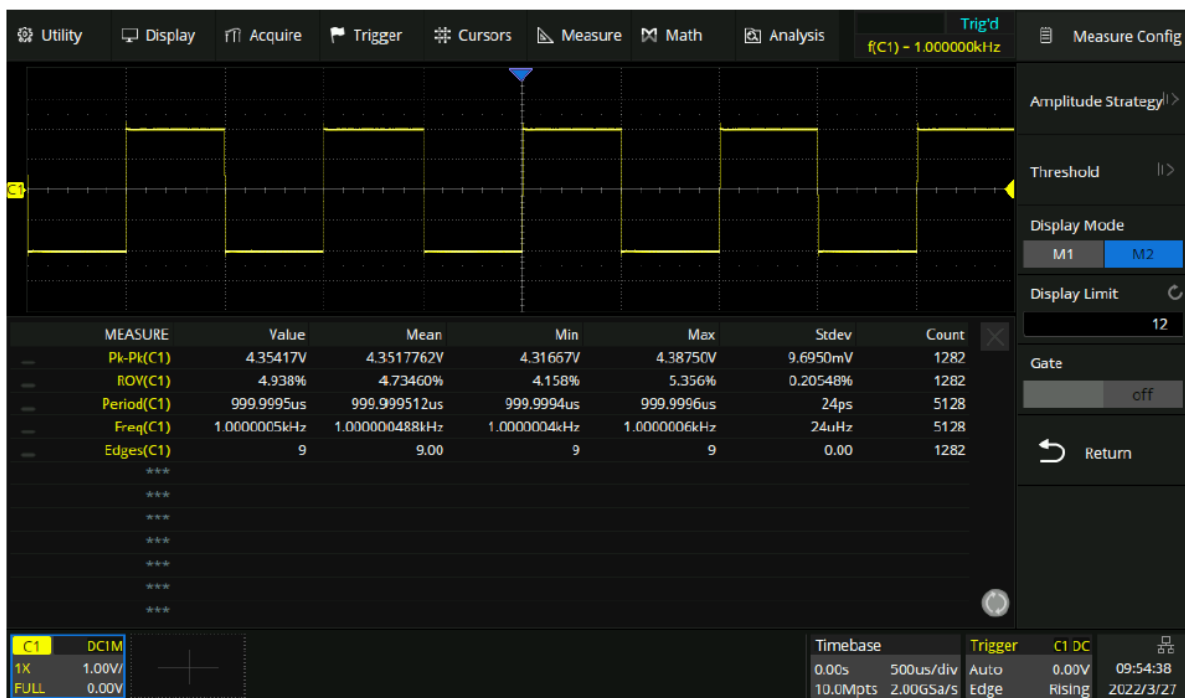 Utility Display Acquire Trigger Cursors Measure Math Analysis
Trig'd
f(C1) = 1.000000kHz
Measure Config
Amplitude Strategy
Threshold
Display Mode
M1 M2
Display Limit
12
Gate
off
Return
C1
MEASURE Value Mean Min Max Stdev Count
Pk-Pk(C1) 4.35417V 4.3517762V 4.31667V 4.38750V 9.6950mV 1282
ROV(C1) 4.938% 4.73460% 4.158% 5.356% 0.20548% 1282
Period(C1) 999.9995us 999.999512us 999.9994us 999.9996us 24ps 5128
Freq(C1) 1.0000005kHz 1.000000488kHz 1.0000004kHz 1.0000006kHz 24uHz 5128
Edges(C1) 9 9.00 9 9 0.00 1282
***
***
***
***
***
***
***
C1 DC1M
1X 1.00V/
FULL 0.00V
Timebase
0.00s 500us/div
10.0Mpts 2.00GSa/s
Trigger C1 DC
Auto 0.00V
Edge Rising
09:54:38
2022/3/27